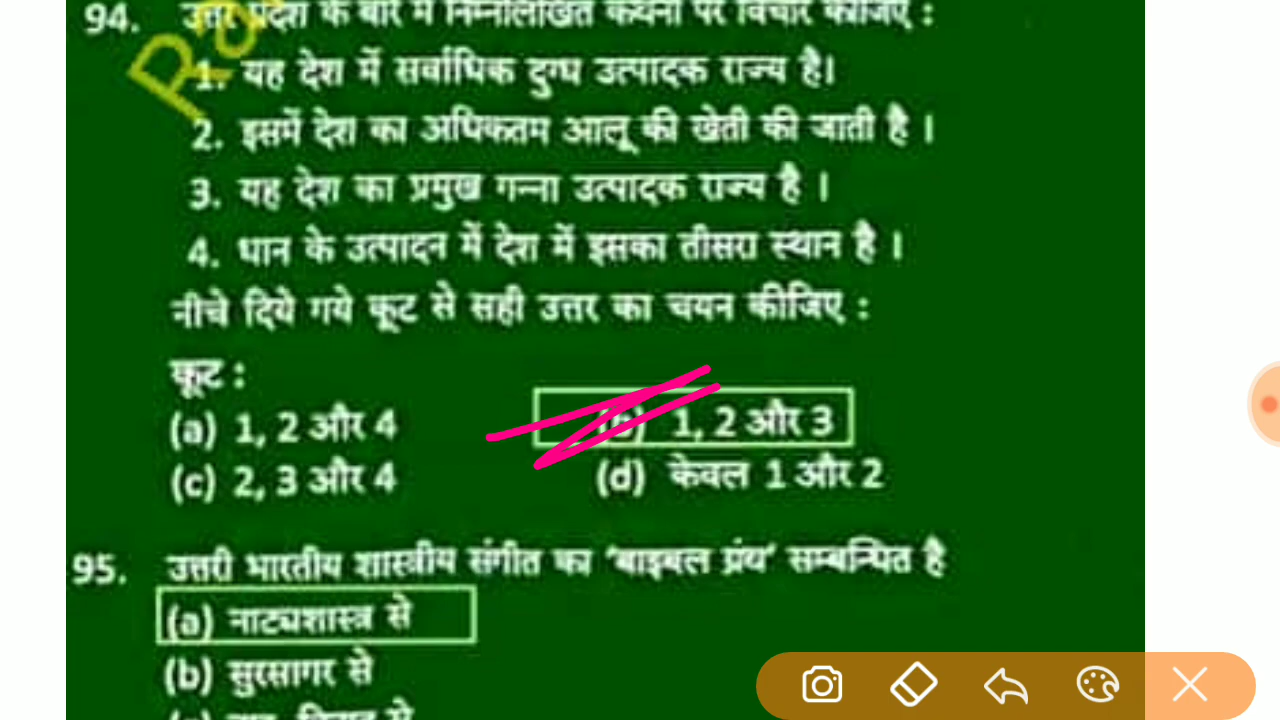 94. उत्तर प्रदेश के बारे में निम्नलिखित कथनों पर विचार कीजिए :
Ra
1. यह देश में सर्वाधिक दुग्ध उत्पादक राज्य है।
2. इसमें देश का अधिकतम आलू की खेती की जाती है ।
3. यह देश का प्रमुख गन्ना उत्पादक राज्य है ।
4. धान के उत्पादन में देश में इसका तीसरा स्थान है ।
नीचे दिये गये कूट से सही उत्तर का चयन कीजिए :
कूट :
(a) 1, 2 और 4 (b) 1, 2 और 3
(c) 2, 3 और 4 (d) केवल 1 और 2
95. उत्तरी भारतीय शास्त्रीय संगीत का 'बाइबल ग्रंथ' सम्बन्धित है
(a) नाट्यशास्त्र से
(b) सुरसागर से